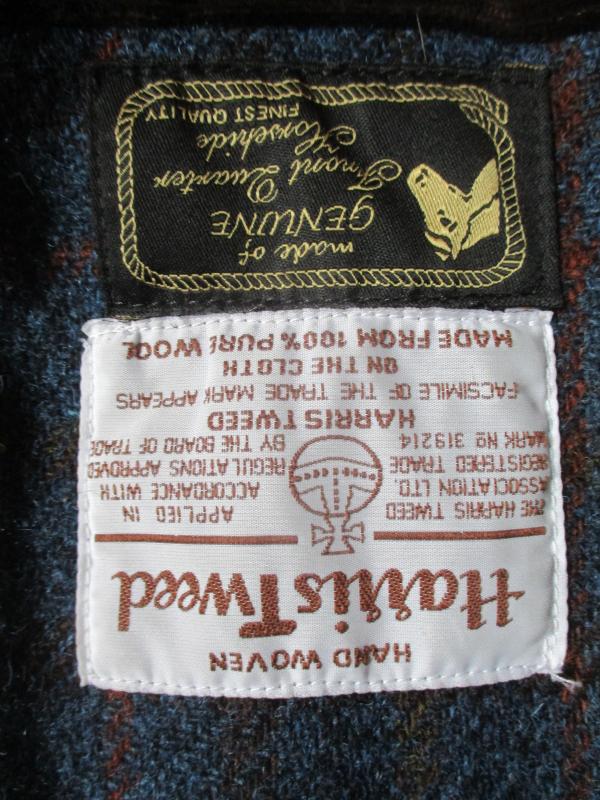 HAND WOVEN
Harris Tweed
THE HARRIS TWEED
ASSOCIATION LTD.
REGISTERED TRADE
MARK No 319214
APPLIED IN
ACCORDANCE WITH
REGULATIONS APPROVED
BY THE BOARD OF TRADE
HARRIS TWEED
FACSIMILE OF THE TRADE MARK APPEARS
ON THE CLOTH
MADE FROM 100% PURE WOOL
made of
GENUINE
Front Quarter
Horsehide
FINEST QUALITY